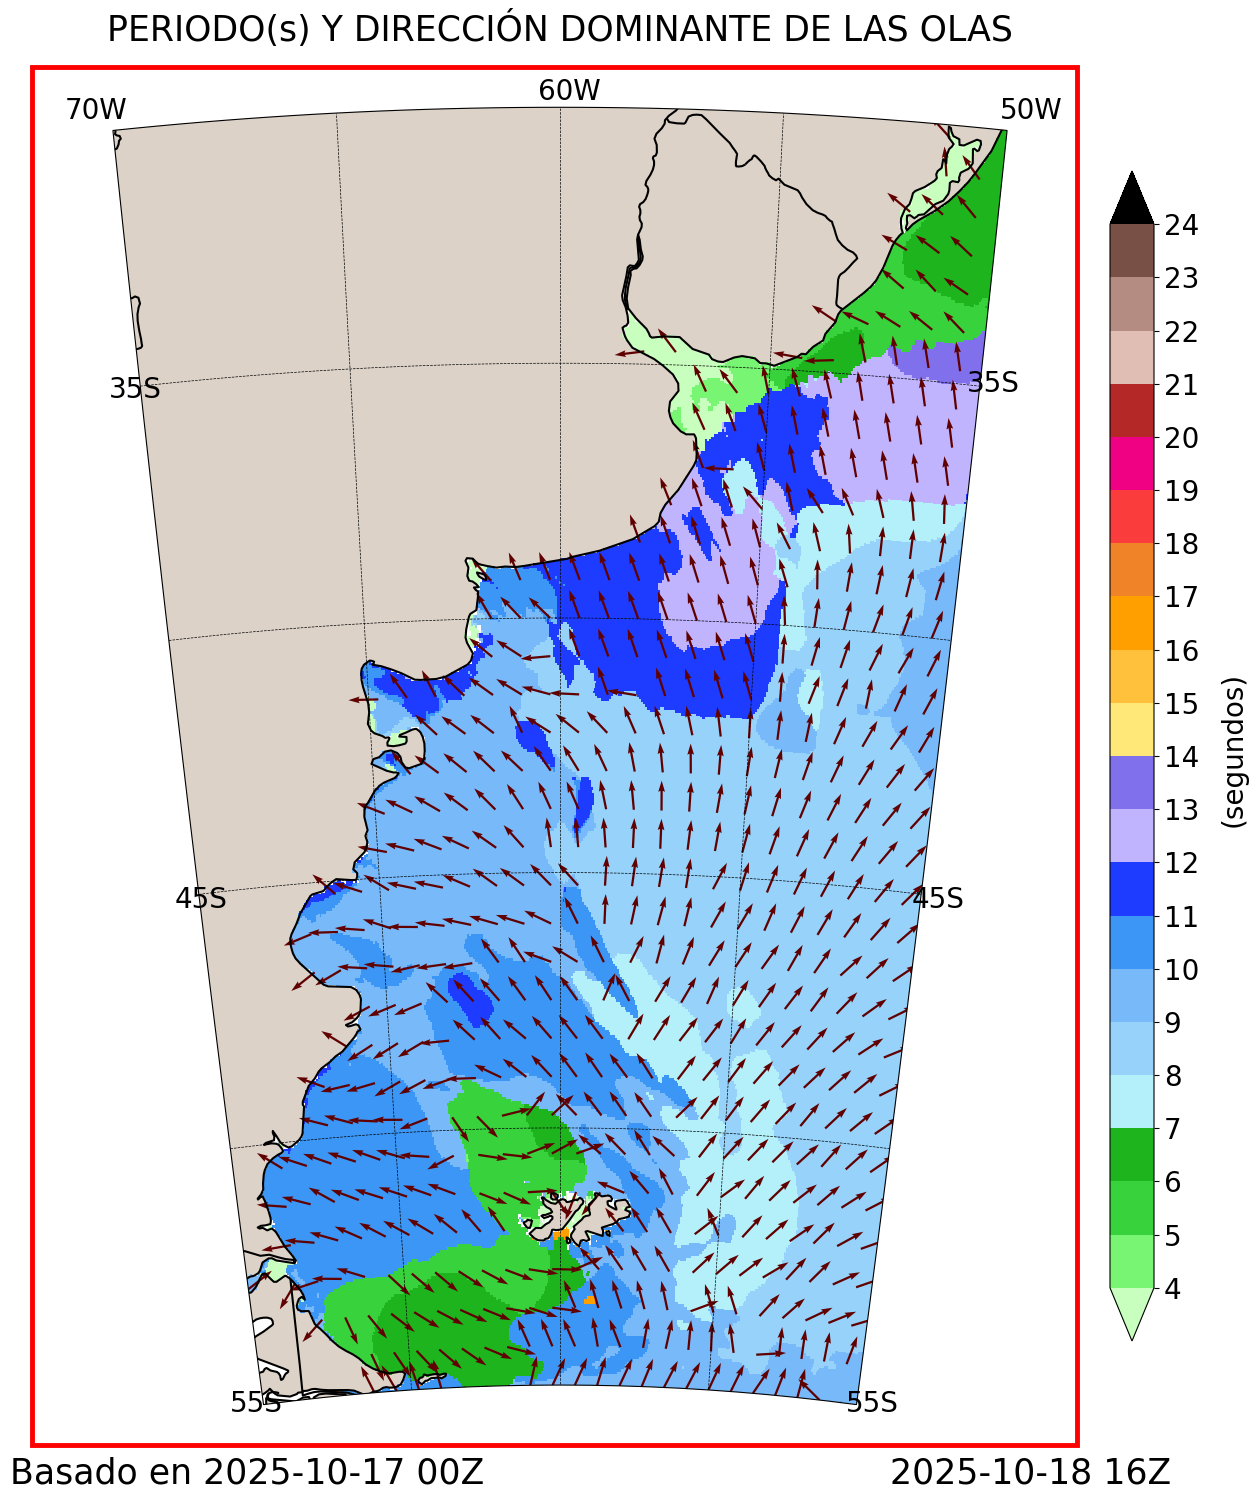 PERIODO(s) Y DIRECCIÓN DOMINANTE DE LAS OLAS
70W
60W
50W
35S
35S
45S
45S
55S
55S
24
23
22
21
20
19
18
17
16
15
14
13
12
11
10
9
8
7
6
5
4
(segundos)
Basado en 2025-10-17 00Z
2025-10-18 16Z